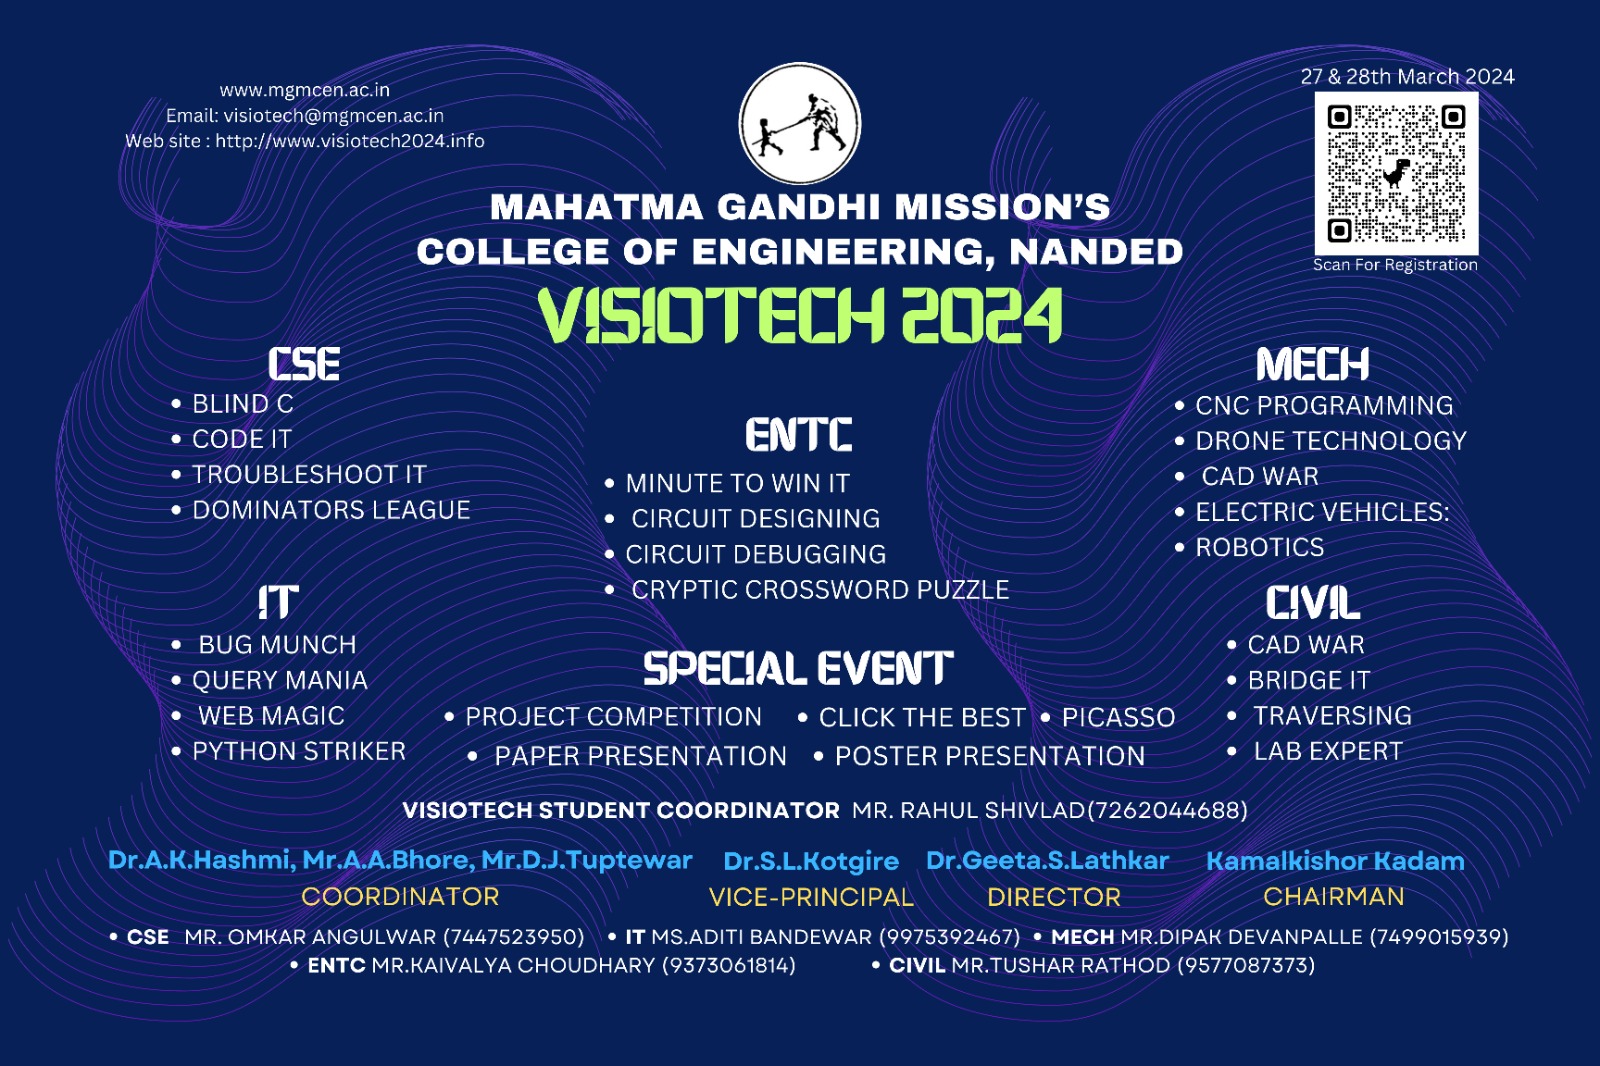 www.mgmcen.ac.in
Email: visiotech@mgmcen.ac.in
Web site : http://www.visiotech2024.info
27 & 28th March 2024
Scan For Registration
MAHATMA GANDHI MISSION’S
COLLEGE OF ENGINEERING, NANDED
VISIOTECH 2024
CSE
• BLIND C
• CODE IT
• TROUBLESHOOT IT
• DOMINATORS LEAGUE
ENTC
• MINUTE TO WIN IT
• CIRCUIT DESIGNING
• CIRCUIT DEBUGGING
• CRYPTIC CROSSWORD PUZZLE
MECH
• CNC PROGRAMMING
• DRONE TECHNOLOGY
• CAD WAR
• ELECTRIC VEHICLES:
• ROBOTICS
IT
• BUG MUNCH
• QUERY MANIA
• WEB MAGIC
• PYTHON STRIKER
SPECIAL EVENT
• PROJECT COMPETITION • CLICK THE BEST • PICASSO
• PAPER PRESENTATION • POSTER PRESENTATION
CIVIL
• CAD WAR
• BRIDGE IT
• TRAVERSING
• LAB EXPERT
VISIOTECH STUDENT COORDINATOR MR. RAHUL SHIVLAD(7262044688)
Dr.A.K.Hashmi, Mr.A.A.Bhore, Mr.D.J.Tuptewar Dr.S.L.Kotgire Dr.Geeta.S.Lathkar Kamalkishor Kadam
COORDINATOR VICE-PRINCIPAL DIRECTOR CHAIRMAN
• CSE MR. OMKAR ANGULWAR (7447523950) • IT MS.ADITI BANDEWAR (9975392467) • MECH MR.DIPAK DEVANPALLE (7499015939)
• ENTC MR.KAIVALYA CHOUDHARY (9373061814) • CIVIL MR.TUSHAR RATHOD (9577087373)